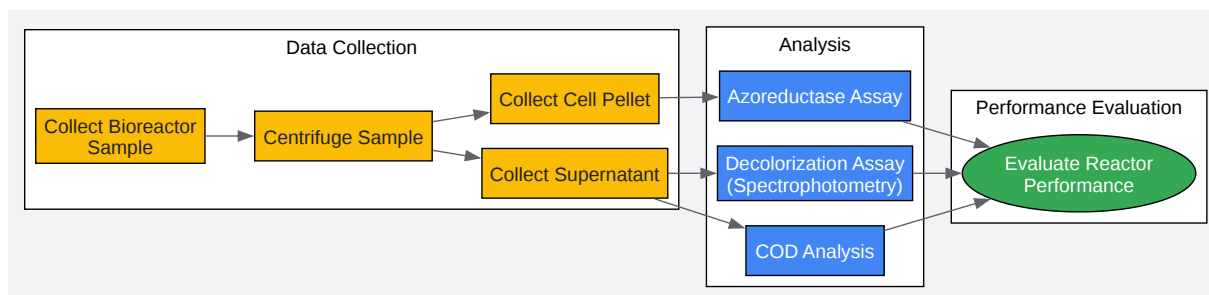 Data Collection
Collect Bioreactor
Sample
Centrifuge Sample
Collect Cell Pellet
Collect Supernatant
Analysis
Azoreductase Assay
Decolorization Assay
(Spectrophotometry)
COD Analysis
Performance Evaluation
Evaluate Reactor
Performance